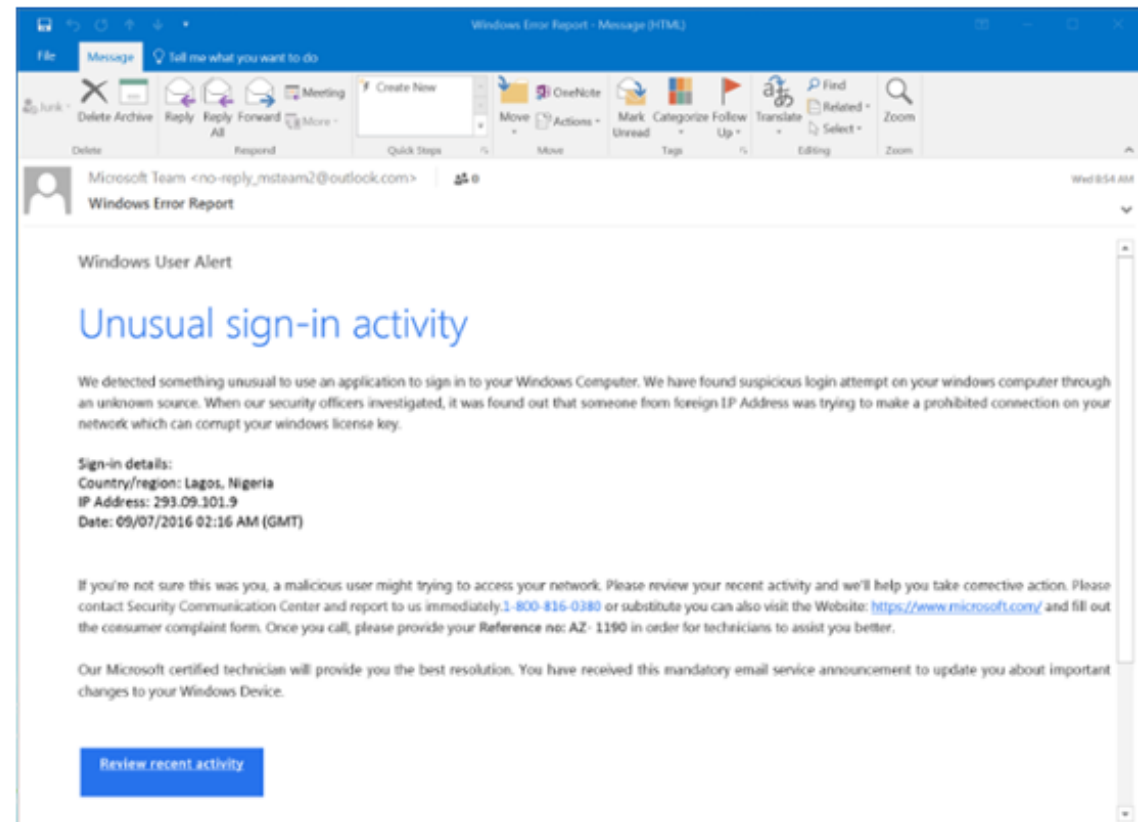 Windows Error Report - Message (HTML)
File Message Tell me what you want to do
Junk
Delete Archive Reply Reply All Forward Meeting More Create New Move OneNote Actions Mark Unread Categorize Follow Up Translate Find Related Select Zoom
Delete Respond Quick Steps Move Tags Editing Zoom
Microsoft Team <no-reply_msteam2@outlook.com> 0 Wed 8:54 AM
Windows Error Report
Windows User Alert
Unusual sign-in activity
We detected something unusual to use an application to sign in to your Windows Computer. We have found suspicious login attempt on your windows computer through
an unknown source. When our security officers investigated, it was found out that someone from foreign I.P Address was trying to make a prohibited connection on your
network which can corrupt your windows license key.
Sign-in details:
Country/region: Lagos, Nigeria
IP Address: 293.09.101.9
Date: 09/07/2016 02:16 AM (GMT)
If you're not sure this was you, a malicious user might trying to access your network. Please review your recent activity and we'll help you take corrective action. Please
contact Security Communication Center and report to us immediately.1-800-816-0380 or substitute you can also visit the Website: https://www.microsoft.com/ and fill out
the consumer complaint form. Once you call, please provide your Reference no: AZ- 1190 in order for technicians to assist you better.
Our Microsoft certified technician will provide you the best resolution. You have received this mandatory email service announcement to update you about important
changes to your Windows Device.
Review recent activity